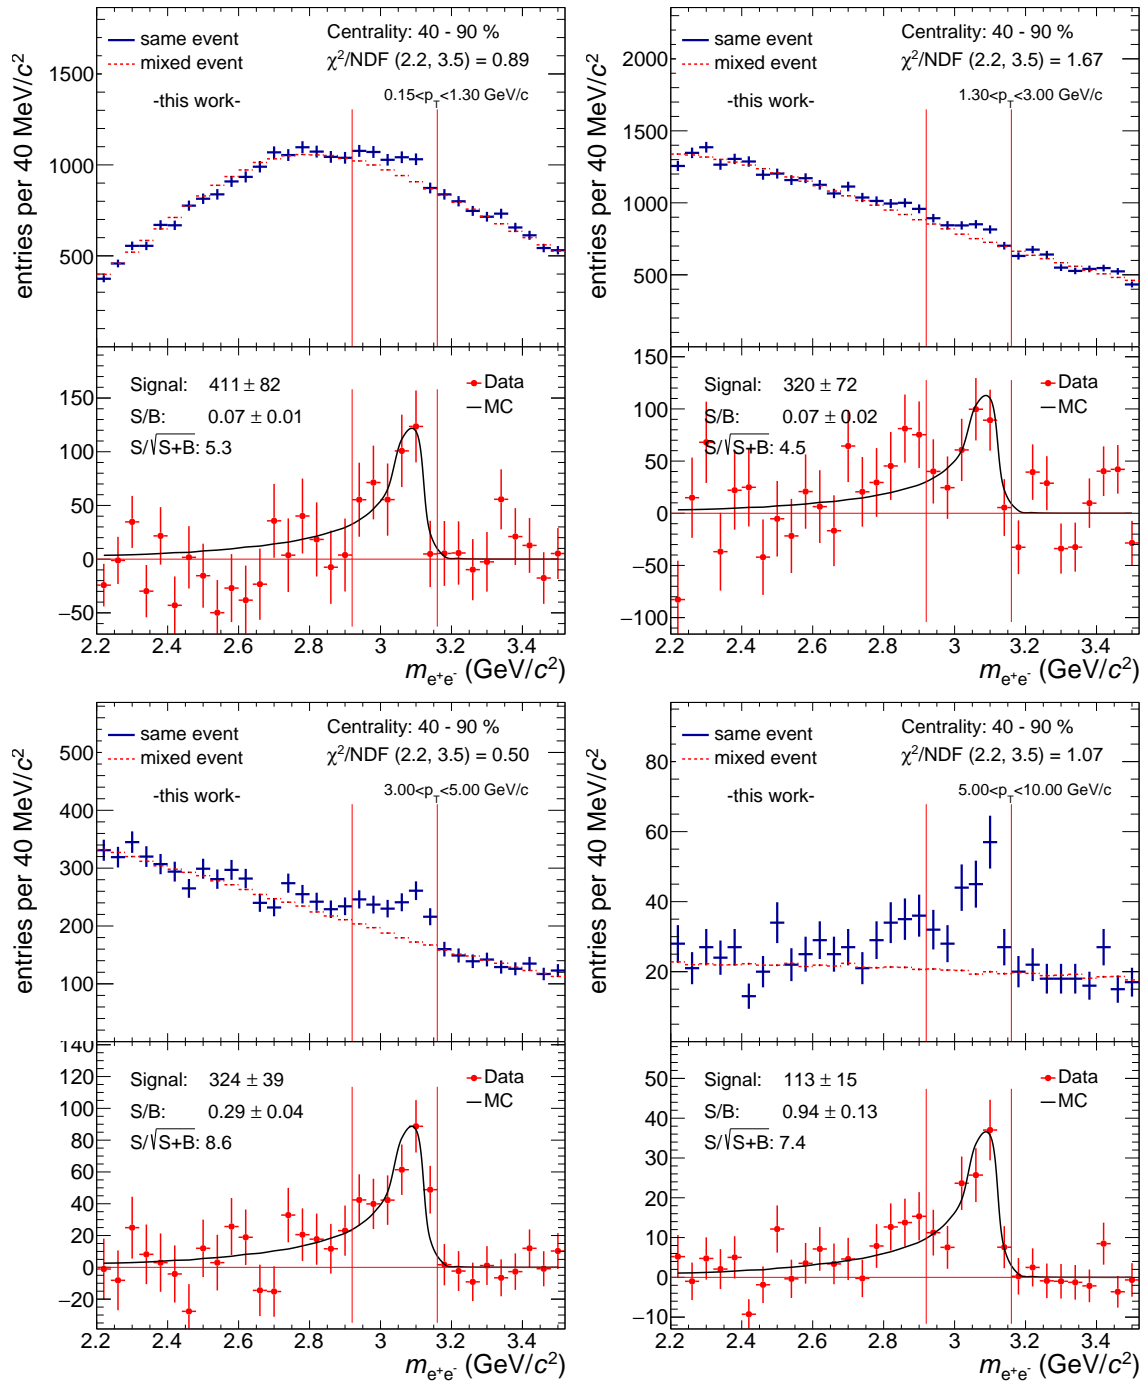 same event
mixed event
-this work-
Centrality: 40 - 90 %
χ²/NDF (2.2, 3.5) = 0.89
0.15<p_T<1.30 GeV/c
entries per 40 MeV/c²
1500
1000
500
Signal: 411 ± 82
S/B: 0.07 ± 0.01
S/√S+B: 5.3
Data
MC
150
100
50
0
−50
2.2 2.4 2.6 2.8 3 3.2 3.4
m_e⁺e⁻ (GeV/c²)
same event
mixed event
-this work-
Centrality: 40 - 90 %
χ²/NDF (2.2, 3.5) = 1.67
1.30<p_T<3.00 GeV/c
entries per 40 MeV/c²
2000
1500
1000
500
Signal: 320 ± 72
S/B: 0.07 ± 0.02
S/√S+B: 4.5
Data
MC
150
100
50
0
−50
−100
2.2 2.4 2.6 2.8 3 3.2 3.4
m_e⁺e⁻ (GeV/c²)
same event
mixed event
-this work-
Centrality: 40 - 90 %
χ²/NDF (2.2, 3.5) = 0.50
3.00<p_T<5.00 GeV/c
entries per 40 MeV/c²
500
400
300
200
100
Signal: 324 ± 39
S/B: 0.29 ± 0.04
S/√S+B: 8.6
Data
MC
140
120
100
80
60
40
20
0
−20
2.2 2.4 2.6 2.8 3 3.2 3.4
m_e⁺e⁻ (GeV/c²)
same event
mixed event
-this work-
Centrality: 40 - 90 %
χ²/NDF (2.2, 3.5) = 1.07
5.00<p_T<10.00 GeV/c
entries per 40 MeV/c²
80
60
40
20
Signal: 113 ± 15
S/B: 0.94 ± 0.13
S/√S+B: 7.4
Data
MC
50
40
30
20
10
0
−10
2.2 2.4 2.6 2.8 3 3.2 3.4
m_e⁺e⁻ (GeV/c²)